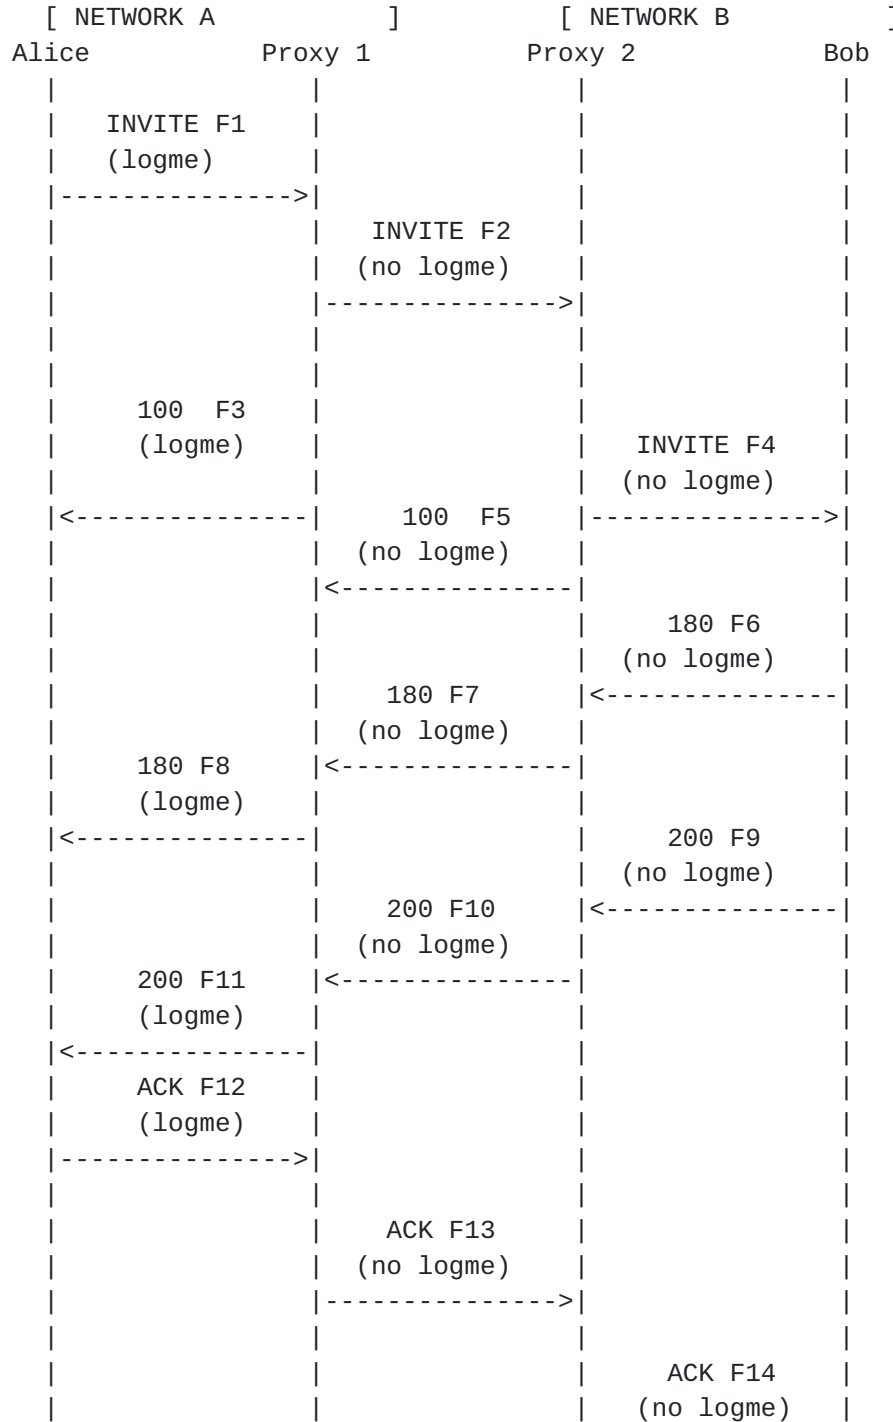 [ NETWORK A           ]          [ NETWORK B          ]
Alice           Proxy 1          Proxy 2            Bob
INVITE F1
(logme)
--------------->
INVITE F2
(no logme)
--------------->
100  F3
(logme)          INVITE F4
(no logme)
<---------------     100  F5     --------------->
(no logme)
<---------------
180 F6
(no logme)
180 F7     <---------------
(no logme)
180 F8     <---------------
(logme)
<---------------     200 F9
(no logme)
200 F10     <---------------
(no logme)
200 F11     <---------------
(logme)
<---------------
ACK F12
(logme)
--------------->
ACK F13
(no logme)
--------------->
ACK F14
(no logme)